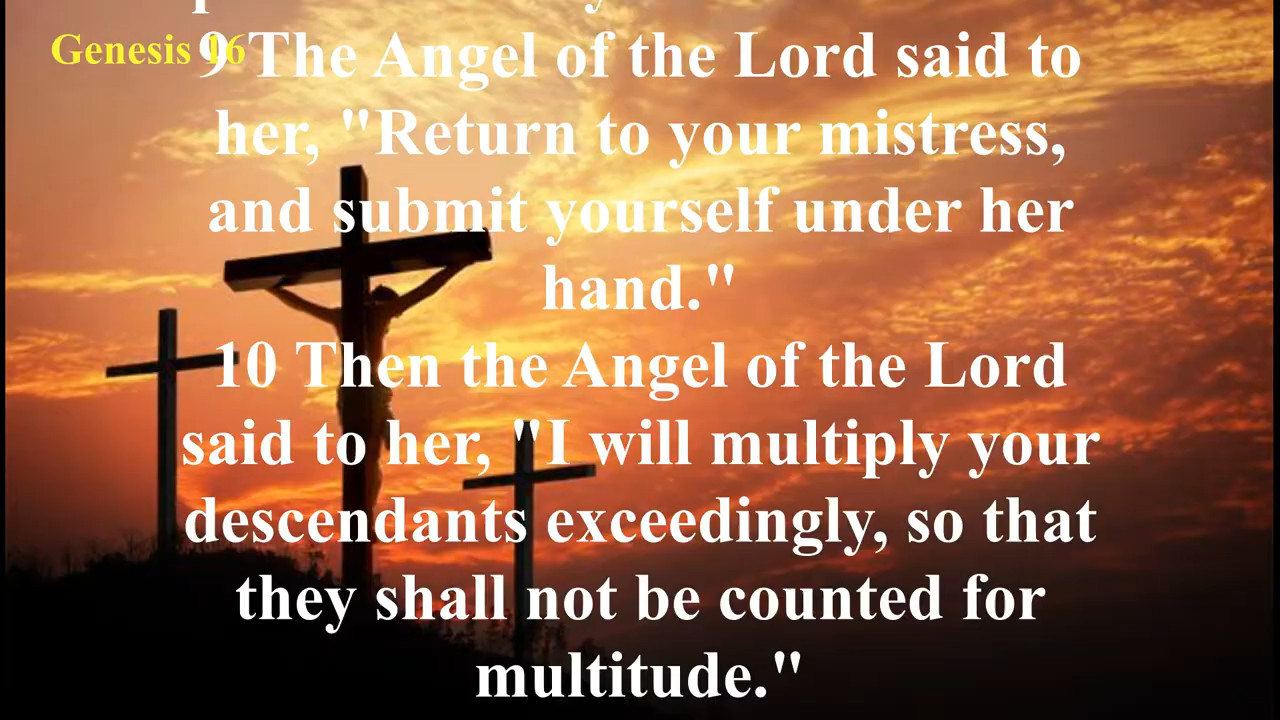 Genesis 16
9 The Angel of the Lord said to
her, "Return to your mistress,
and submit yourself under her
hand."
10 Then the Angel of the Lord
said to her, "I will multiply your
descendants exceedingly, so that
they shall not be counted for
multitude."